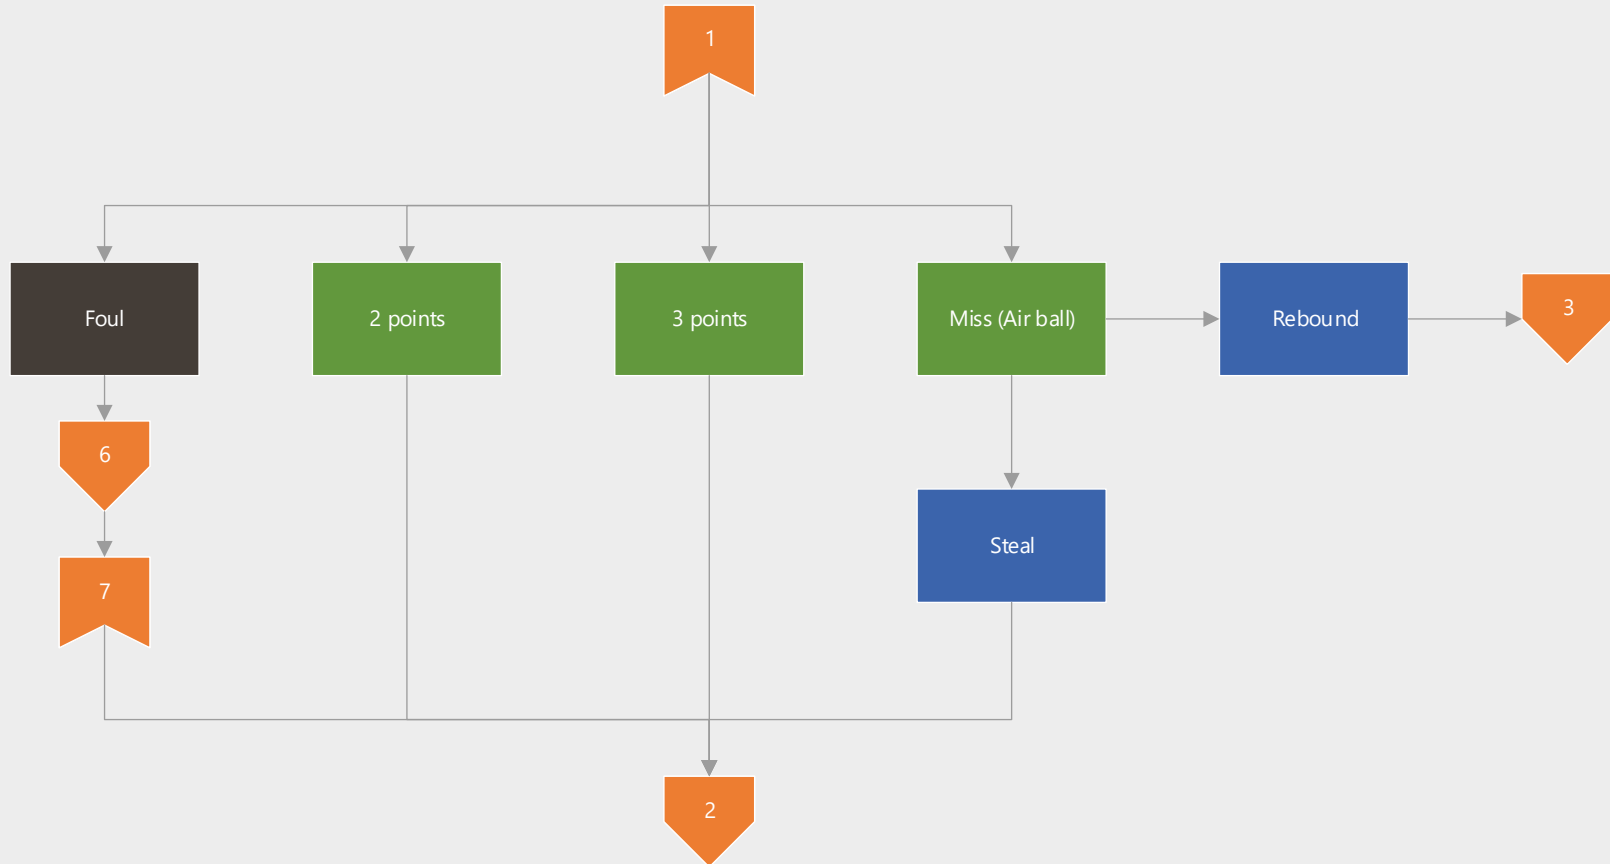 1
Foul
2 points
3 points
Miss (Air ball)
Rebound
3
6
Steal
7
2